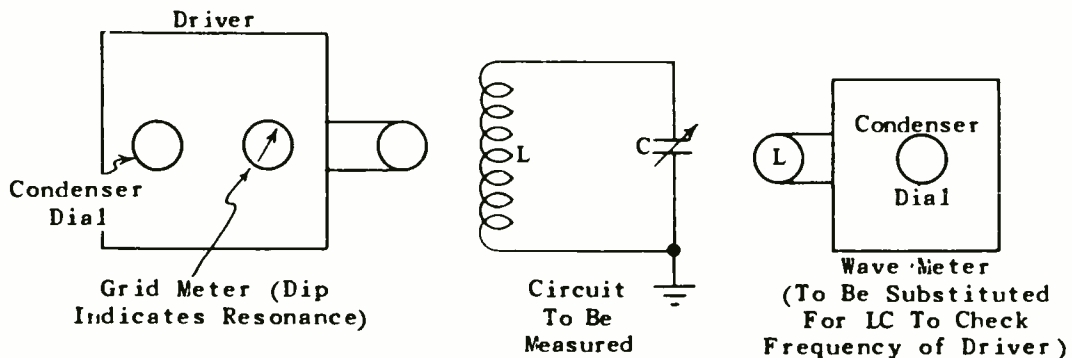 Driver
Condenser
Dial
Grid Meter (Dip
Indicates Resonance)
L
C
Circuit
To Be
Measured
L
Condenser
Dial
Wave Meter
(To Be Substituted
For LC To Check
Frequency of Driver)